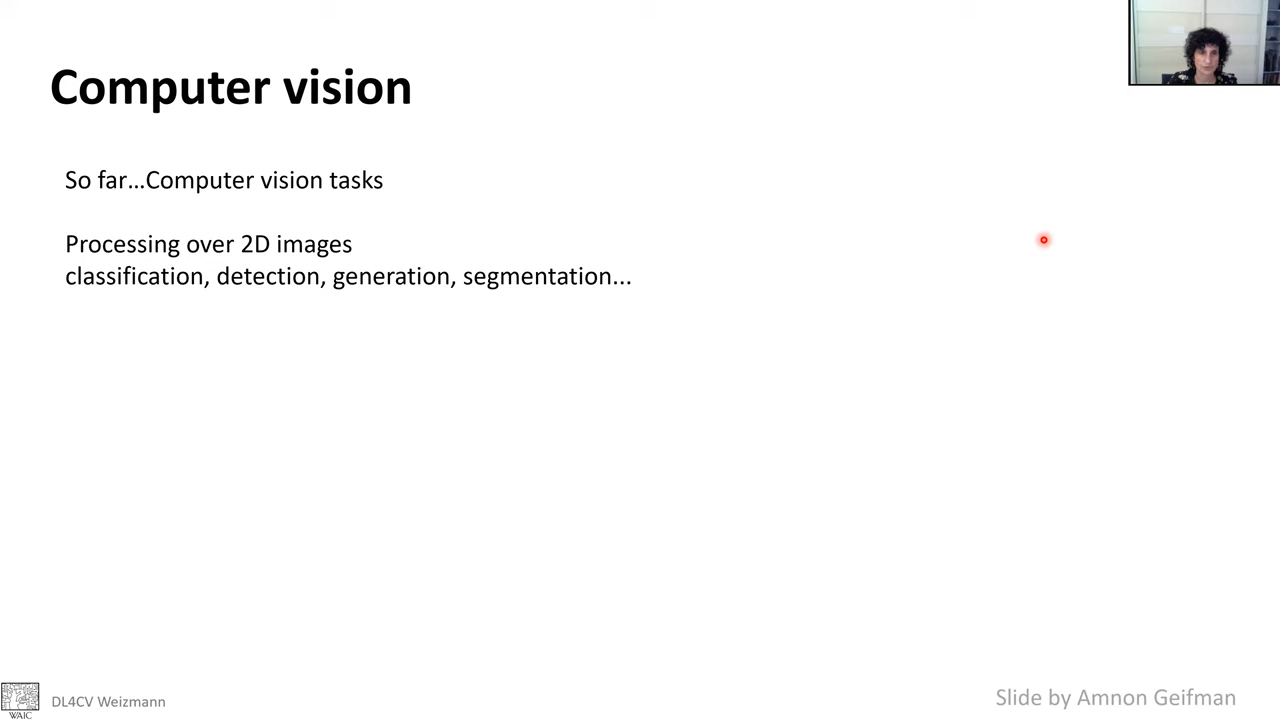 Computer vision
So far...Computer vision tasks
Processing over 2D images
classification, detection, generation, segmentation...
WAIC
DL4CV Weizmann
Slide by Amnon Geifman